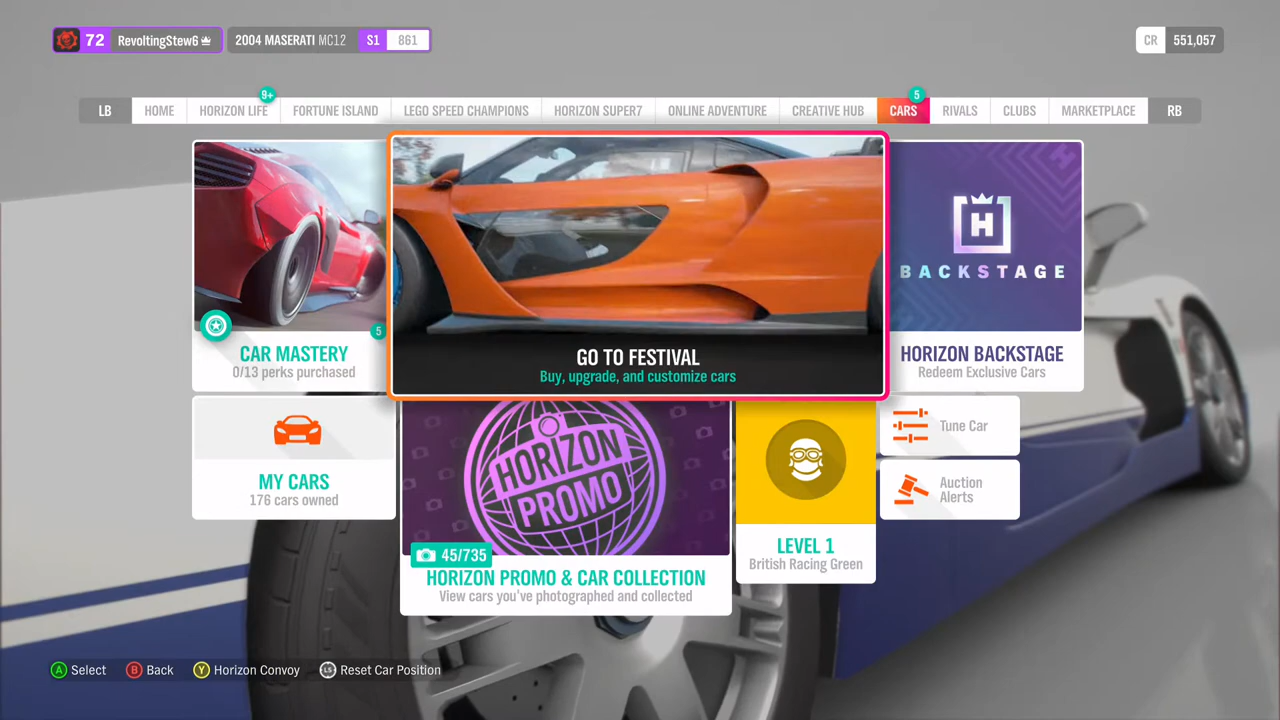 72 RevoltingStew6
2004 MASERATI MC12 S1 861
CR 551,057
LB HOME HORIZON LIFE 9+ FORTUNE ISLAND LEGO SPEED CHAMPIONS HORIZON SUPER7 ONLINE ADVENTURE CREATIVE HUB CARS 5 RIVALS CLUBS MARKETPLACE RB
5
CAR MASTERY
0/13 perks purchased
GO TO FESTIVAL
Buy, upgrade, and customize cars
H
BACKSTAGE
HORIZON BACKSTAGE
Redeem Exclusive Cars
MY CARS
176 cars owned
HORIZON
PROMO
45/735
HORIZON PROMO & CAR COLLECTION
View cars you've photographed and collected
LEVEL 1
British Racing Green
Tune Car
Auction
Alerts
A Select B Back Y Horizon Convoy LS Reset Car Position